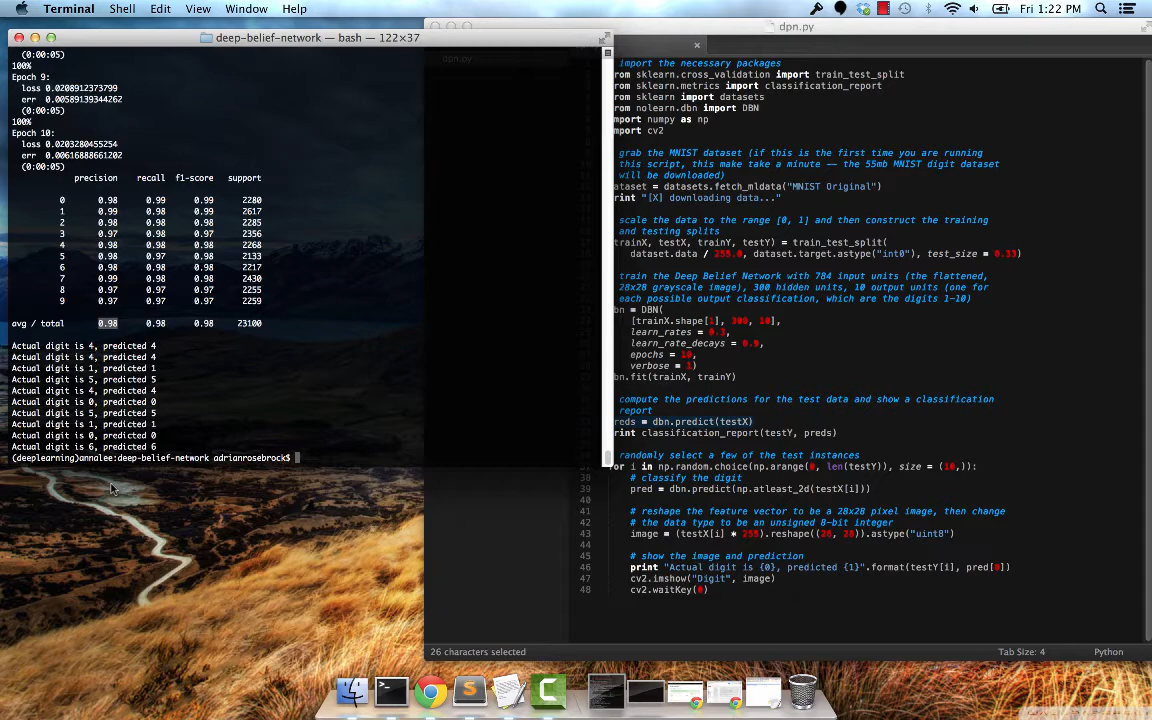 Terminal Shell Edit View Window Help
Fri 1:22 PM
deep-belief-network — bash — 122×37
(0:00:05)
100%
Epoch 9:
loss 0.0208912373799
err 0.00589139344262
(0:00:05)
100%
Epoch 10:
loss 0.0203280455254
err 0.00616888661202
(0:00:05)
precision recall f1-score support
0 0.98 0.99 0.99 2280
1 0.99 0.98 0.99 2617
2 0.98 0.98 0.98 2285
3 0.97 0.98 0.97 2356
4 0.98 0.98 0.98 2268
5 0.98 0.97 0.98 2133
6 0.98 0.98 0.98 2217
7 0.99 0.98 0.98 2430
8 0.97 0.98 0.97 2255
9 0.97 0.97 0.97 2259
avg / total 0.98 0.98 0.98 23100
Actual digit is 4, predicted 4
Actual digit is 4, predicted 4
Actual digit is 1, predicted 1
Actual digit is 5, predicted 5
Actual digit is 4, predicted 4
Actual digit is 0, predicted 0
Actual digit is 5, predicted 5
Actual digit is 1, predicted 1
Actual digit is 0, predicted 0
Actual digit is 6, predicted 6
(deeplearning)annalee:deep-belief-network adrianrosebrock$
dpn.py
dpn.py
import the necessary packages
rom sklearn.cross_validation import train_test_split
rom sklearn.metrics import classification_report
rom sklearn import datasets
rom nolearn.dbn import DBN
mport numpy as np
mport cv2
grab the MNIST dataset (if this is the first time you are running
this script, this make take a minute -- the 55mb MNIST digit dataset
will be downloaded)
ataset = datasets.fetch_mldata("MNIST Original")
rint "[X] downloading data..."
scale the data to the range [0, 1] and then construct the training
and testing splits
trainX, testX, trainY, testY) = train_test_split(
dataset.data / 255.0, dataset.target.astype("int0"), test_size = 0.33)
train the Deep Belief Network with 784 input units (the flattened,
28x28 grayscale image), 300 hidden units, 10 output units (one for
each possible output classification, which are the digits 1-10)
bn = DBN(
[trainX.shape[1], 300, 10],
learn_rates = 0.3,
learn_rate_decays = 0.9,
epochs = 10,
verbose = 1)
bn.fit(trainX, trainY)
compute the predictions for the test data and show a classification
report
reds = dbn.predict(testX)
rint classification_report(testY, preds)
randomly select a few of the test instances
for i in np.random.choice(np.arange(0, len(testY)), size = (10,)):
38 # classify the digit
39 pred = dbn.predict(np.atleast_2d(testX[i]))
40
41 # reshape the feature vector to be a 28x28 pixel image, then change
42 # the data type to be an unsigned 8-bit integer
43 image = (testX[i] * 255).reshape((28, 28)).astype("uint8")
44
45 # show the image and prediction
46 print "Actual digit is {0}, predicted {1}".format(testY[i], pred[0])
47 cv2.imshow("Digit", image)
48 cv2.waitKey(0)
26 characters selected
Tab Size: 4 Python